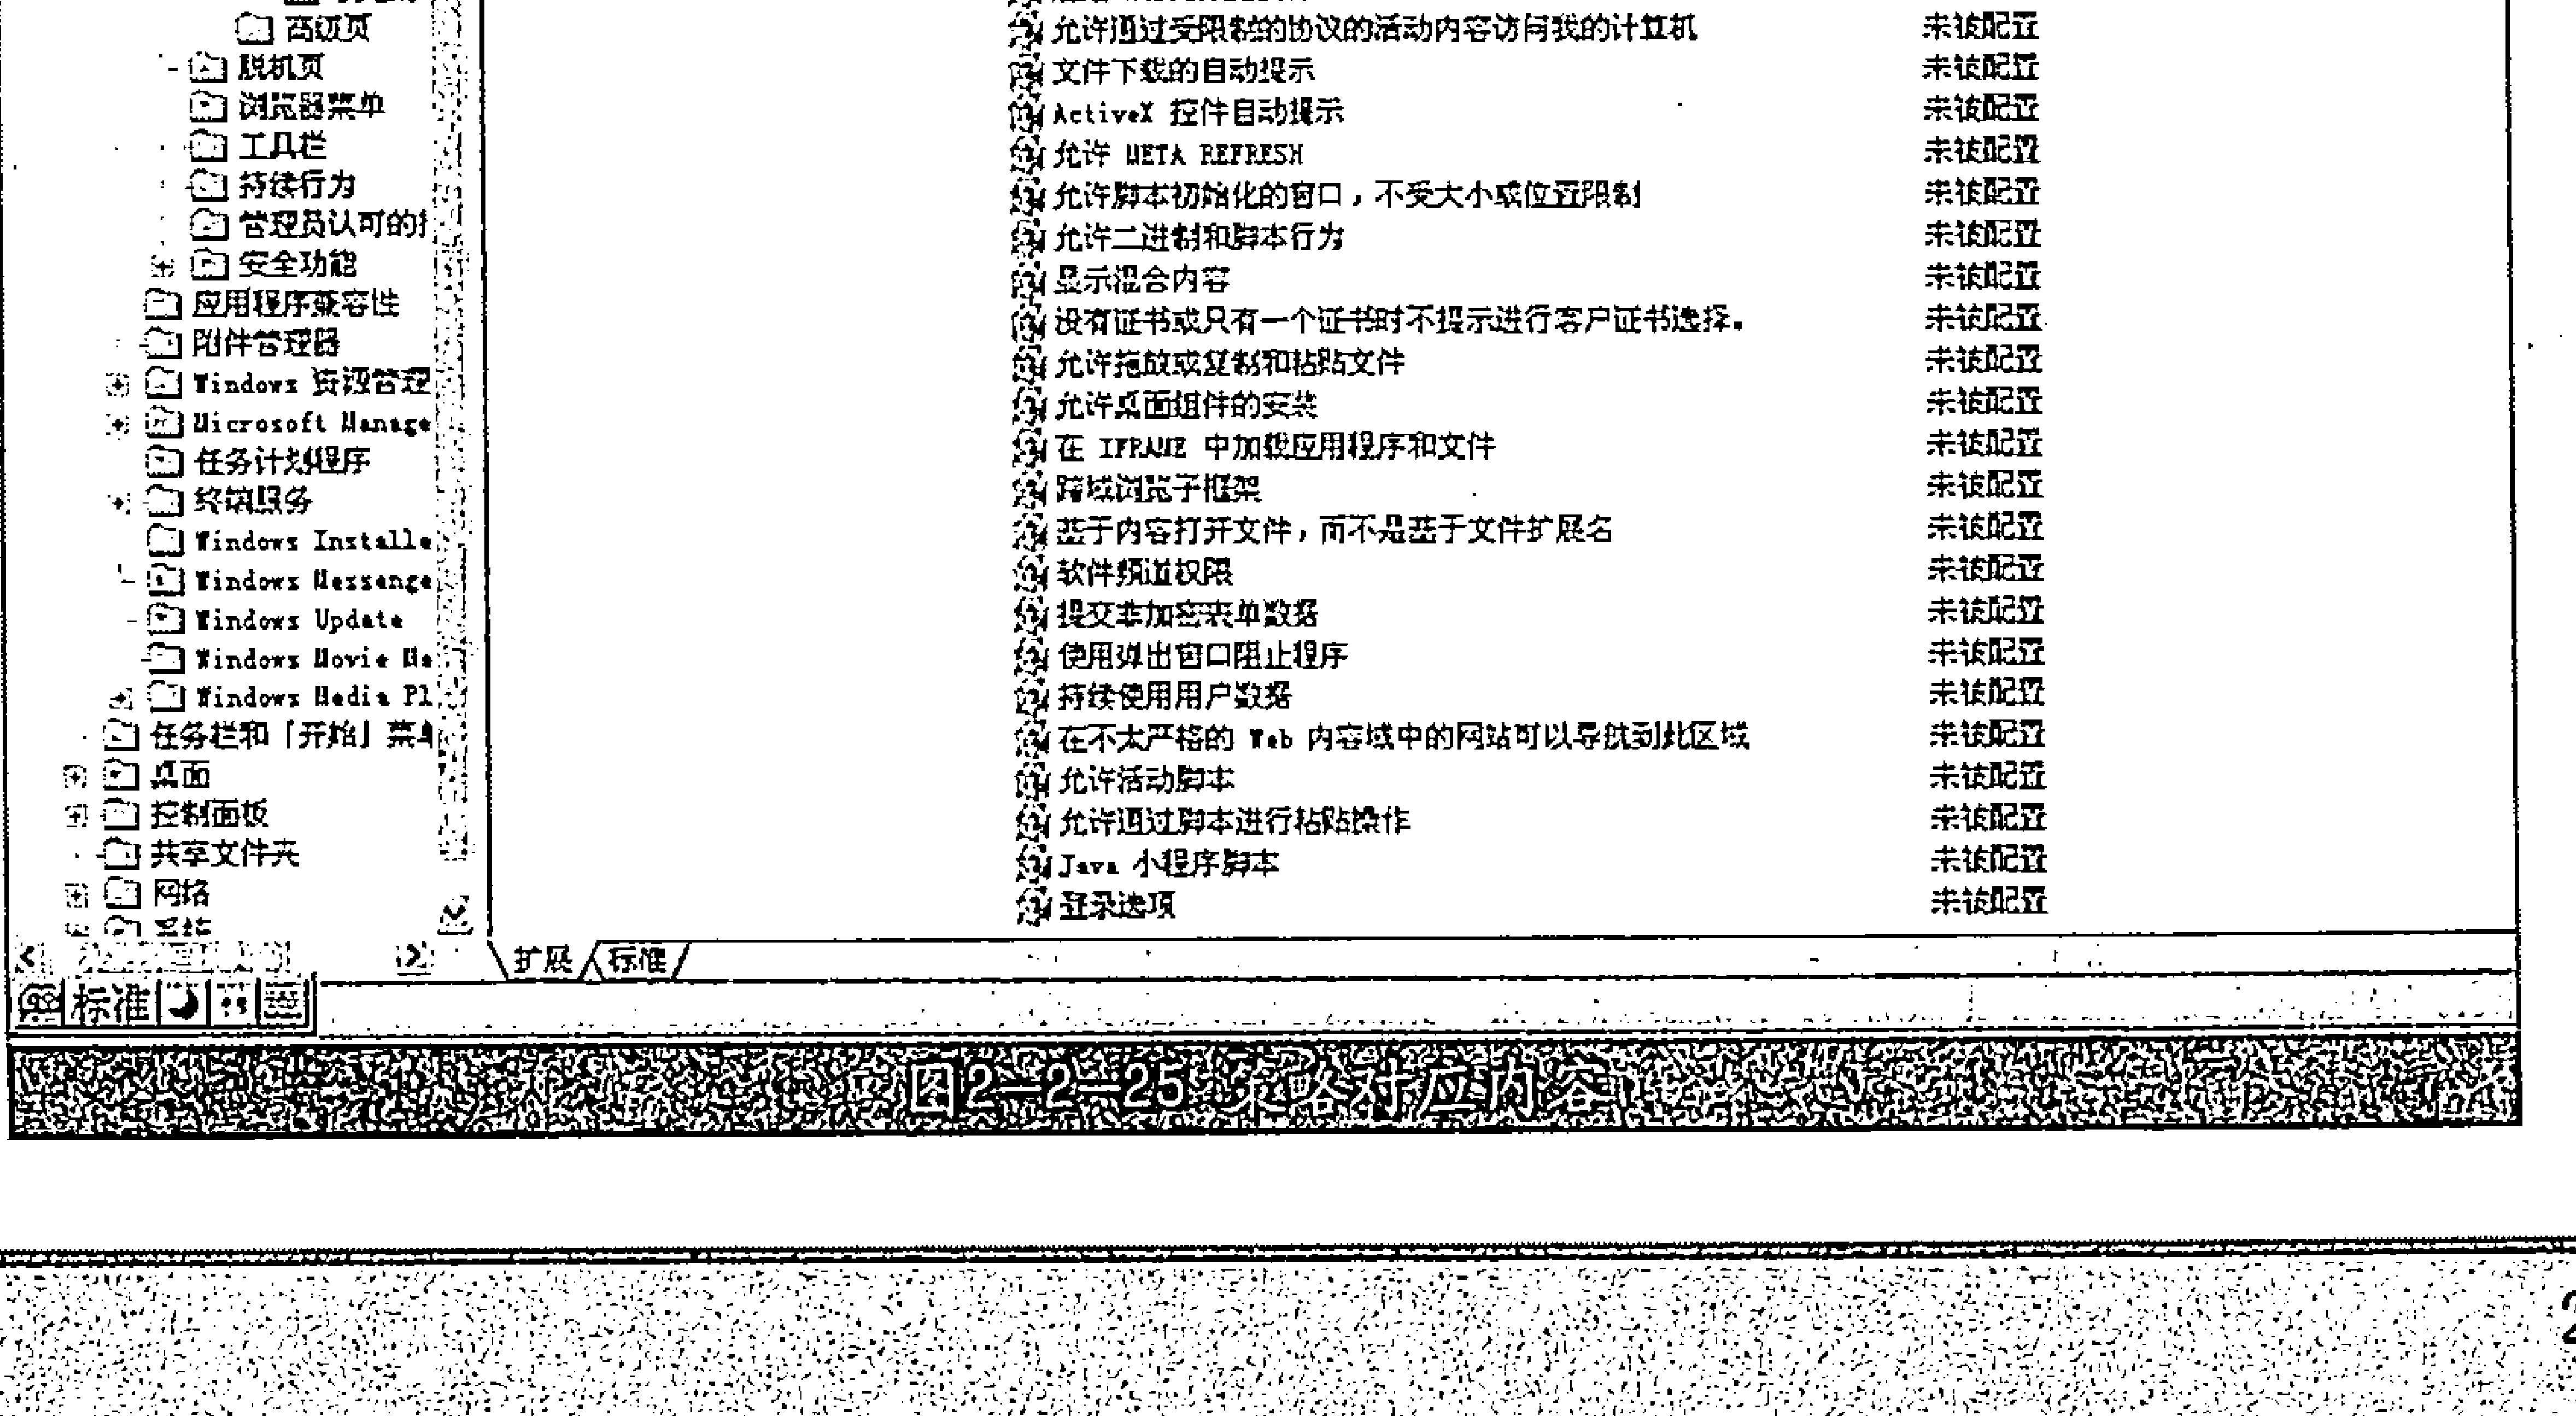 高级页
脱机页
浏览器菜单
工具栏
持续行为
管理员认可的
安全功能
应用程序兼容性
附件管理器
Windows 资源管理
Microsoft Manage
任务计划程序
终端服务
Windows Installe
Windows Messenge
Windows Update
Windows Movie Ma
Windows Media Pl
任务栏和「开始」菜单
桌面
控制面板
共享文件夹
网络
系统
允许通过受限制的协议的活动内容访问我的计算机 未被配置
文件下载的自动提示 未被配置
ActiveX 控件自动提示 未被配置
允许 META REFRESH 未被配置
允许脚本初始化的窗口，不受大小或位置限制 未被配置
允许二进制和脚本行为 未被配置
显示混合内容 未被配置
没有证书或只有一个证书时不提示进行客户证书选择。 未被配置
允许拖放或复制和粘贴文件 未被配置
允许桌面组件的安装 未被配置
在 IFRAME 中加载应用程序和文件 未被配置
跨域浏览子框架 未被配置
基于内容打开文件，而不是基于文件扩展名 未被配置
软件频道权限 未被配置
提交非加密表单数据 未被配置
使用弹出窗口阻止程序 未被配置
持续使用用户数据 未被配置
在不太严格的 Web 内容域中的网站可以导航到此区域 未被配置
允许活动脚本 未被配置
允许通过脚本进行粘贴操作 未被配置
Java 小程序脚本 未被配置
登录选项 未被配置
扩展 标准
标准
图2-2-25 策略对应内容
2